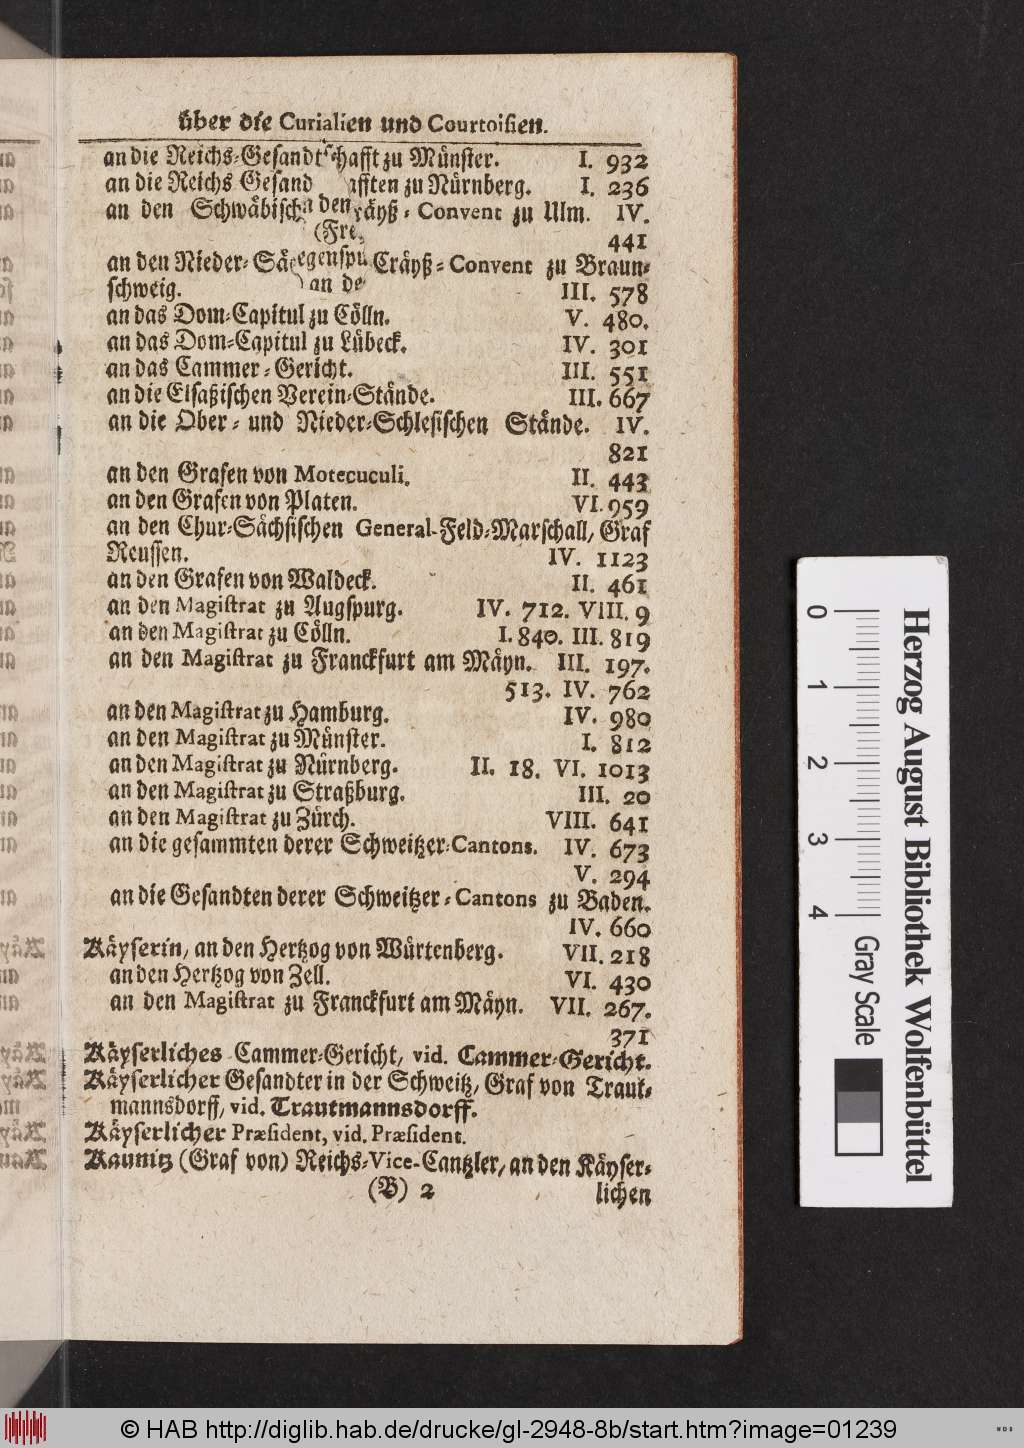 über die Curialien und Courtoisien.
an die Reichs-Gesandtschafft zu Münster. I. 932
an die Reichs Gesand afften zu Nürnberg. I. 236
an den Schwäbisch n den räyß-Convent zu Ulm. IV.
(Fre 441
an den Nieder-Sä egenspu Cräyß-Convent zu Braun-
schweig. an de III. 578
an das Dom-Capitul zu Cölln. V. 480.
an das Dom-Capitul zu Lübeck. IV. 301
an das Cammer-Gericht. III. 551
an die Elsaßischen Verein-Stände. III. 667
an die Ober- und Nieder-Schlesischen Stände. IV.
821
an den Grafen von Motecuculi. II. 443
an den Grafen von Platen. VI. 959
an den Chur-Sächsischen General-Feld-Marschall, Graf
Reussen. IV. 1123
an den Grafen von Waldeck. II. 461
an den Magistrat zu Augspurg. IV. 712. VIII. 9
an den Magistrat zu Cölln. I. 840. III. 819
an den Magistrat zu Franckfurt am Mäyn. III. 197.
513. IV. 762
an den Magistrat zu Hamburg. IV. 980
an den Magistrat zu Münster. I. 812
an den Magistrat zu Nürnberg. II. 18. VI. 1013
an den Magistrat zu Straßburg. III. 20
an den Magistrat zu Zürch. VIII. 641
an die gesammten derer Schweitzer-Cantons. IV. 673
V. 294
an die Gesandten derer Schweitzer-Cantons zu Baden.
IV. 660
Käyserin, an den Hertzog von Würtenberg. VII. 218
an den Hertzog von Zell. VI. 430
an den Magistrat zu Franckfurt am Mäyn. VII. 267.
371
Käyserliches Cammer-Gericht, vid. Cammer-Gericht.
Käyserlicher Gesandter in der Schweitz, Graf von Traut-
mannsdorff, vid. Trautmannsdorff.
Käyserlicher Præsident, vid. Præsident.
Kaunitz (Graf von) Reichs-Vice-Cantzler, an den Käyser-
(B) 2 lichen
0 1 2 3 4
Gray Scale
Herzog August Bibliothek Wolfenbüttel
© HAB http://diglib.hab.de/drucke/gl-2948-8b/start.htm?image=01239